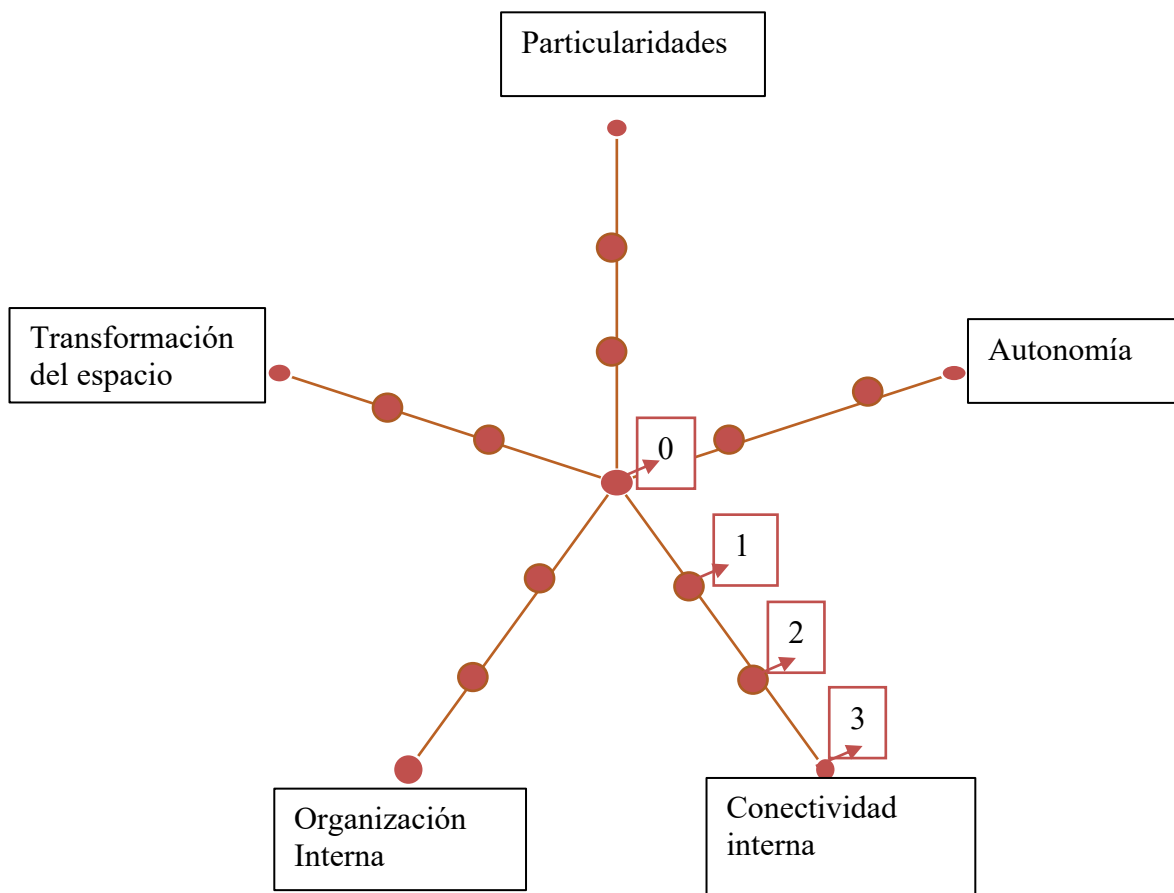 Particularidades
Transformación
del espacio
Autonomía
0
1
2
3
Organización
Interna
Conectividad
interna